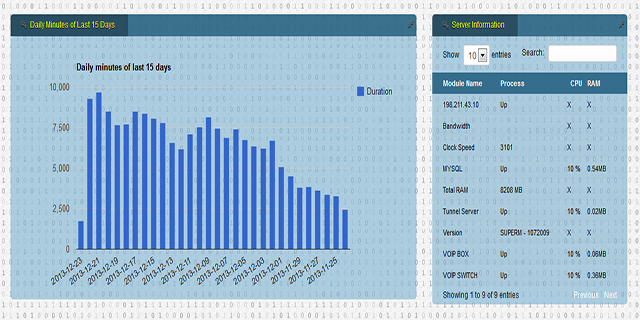 Daily Minutes of Last 15 Days
Daily minutes of last 15 days
10,000
7,500
5,000
2,500
0
Duration
2013-12-23
2013-12-21
2013-12-19
2013-12-17
2013-12-15
2013-12-13
2013-12-11
2013-12-09
2013-12-07
2013-12-05
2013-12-03
2013-12-01
2013-11-29
2013-11-27
2013-11-25
Server Information
Show 10 entries Search:
Module Name Process CPU RAM
198.211.43.10 Up X X
Bandwidth X X
Clock Speed 3101 X X
MYSQL Up 10 % 0.54MB
Total RAM 8208 MB X X
Tunnel Server Up 10 % 0.02MB
Version SUPERM - 1072009 X X
VOIP BOX Up 10 % 0.06MB
VOIP SWITCH Up 10 % 0.36MB
Showing 1 to 9 of 9 entries Previous Next